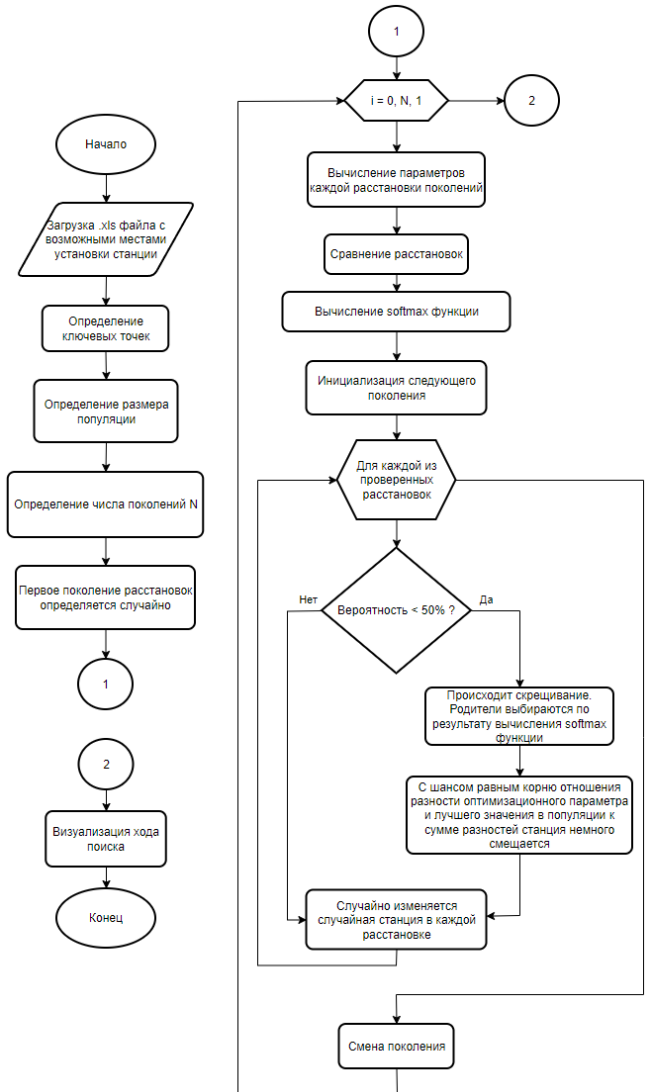 Начало
Загрузка .xls файла с
возможными местами
установки станции
Определение
ключевых точек
Определение размера
популяции
Определение числа поколений N
Первое поколение расстановок
определяется случайно
1
2
Визуализация хода
поиска
Конец
1
i = 0, N, 1
2
Вычисление параметров
каждой расстановки поколений
Сравнение расстановок
Вычисление softmax функции
Инициализация следующего
поколения
Для каждой из
проверенных
расстановок
Нет
Вероятность < 50% ?
Да
Происходит скрещивание.
Родители выбираются по
результату вычисления softmax
функции
С шансом равным корню отношения
разности оптимизационного параметра
и лучшего значения в популяции к
сумме разностей станция немного
смещается
Случайно изменяется
случайная станция в каждой
расстановке
Смена поколения